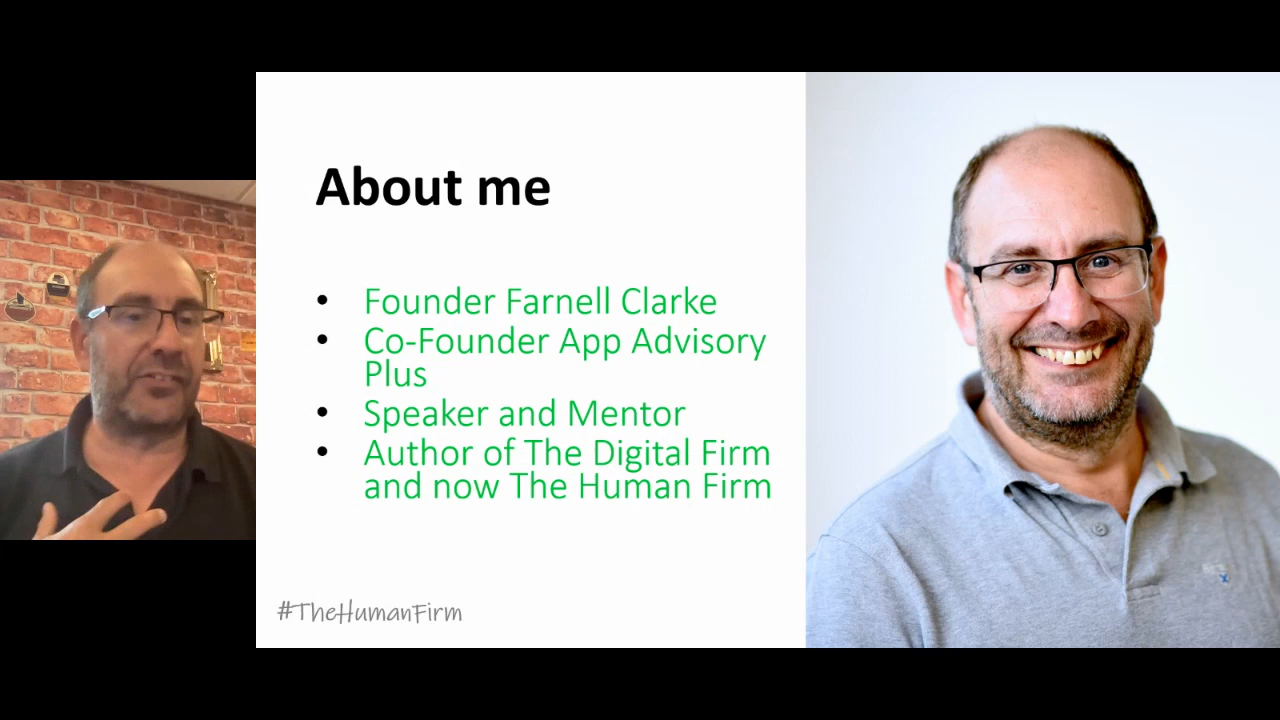 About me
• Founder Farnell Clarke
• Co-Founder App Advisory
Plus
• Speaker and Mentor
• Author of The Digital Firm
and now The Human Firm
#TheHumanFirm